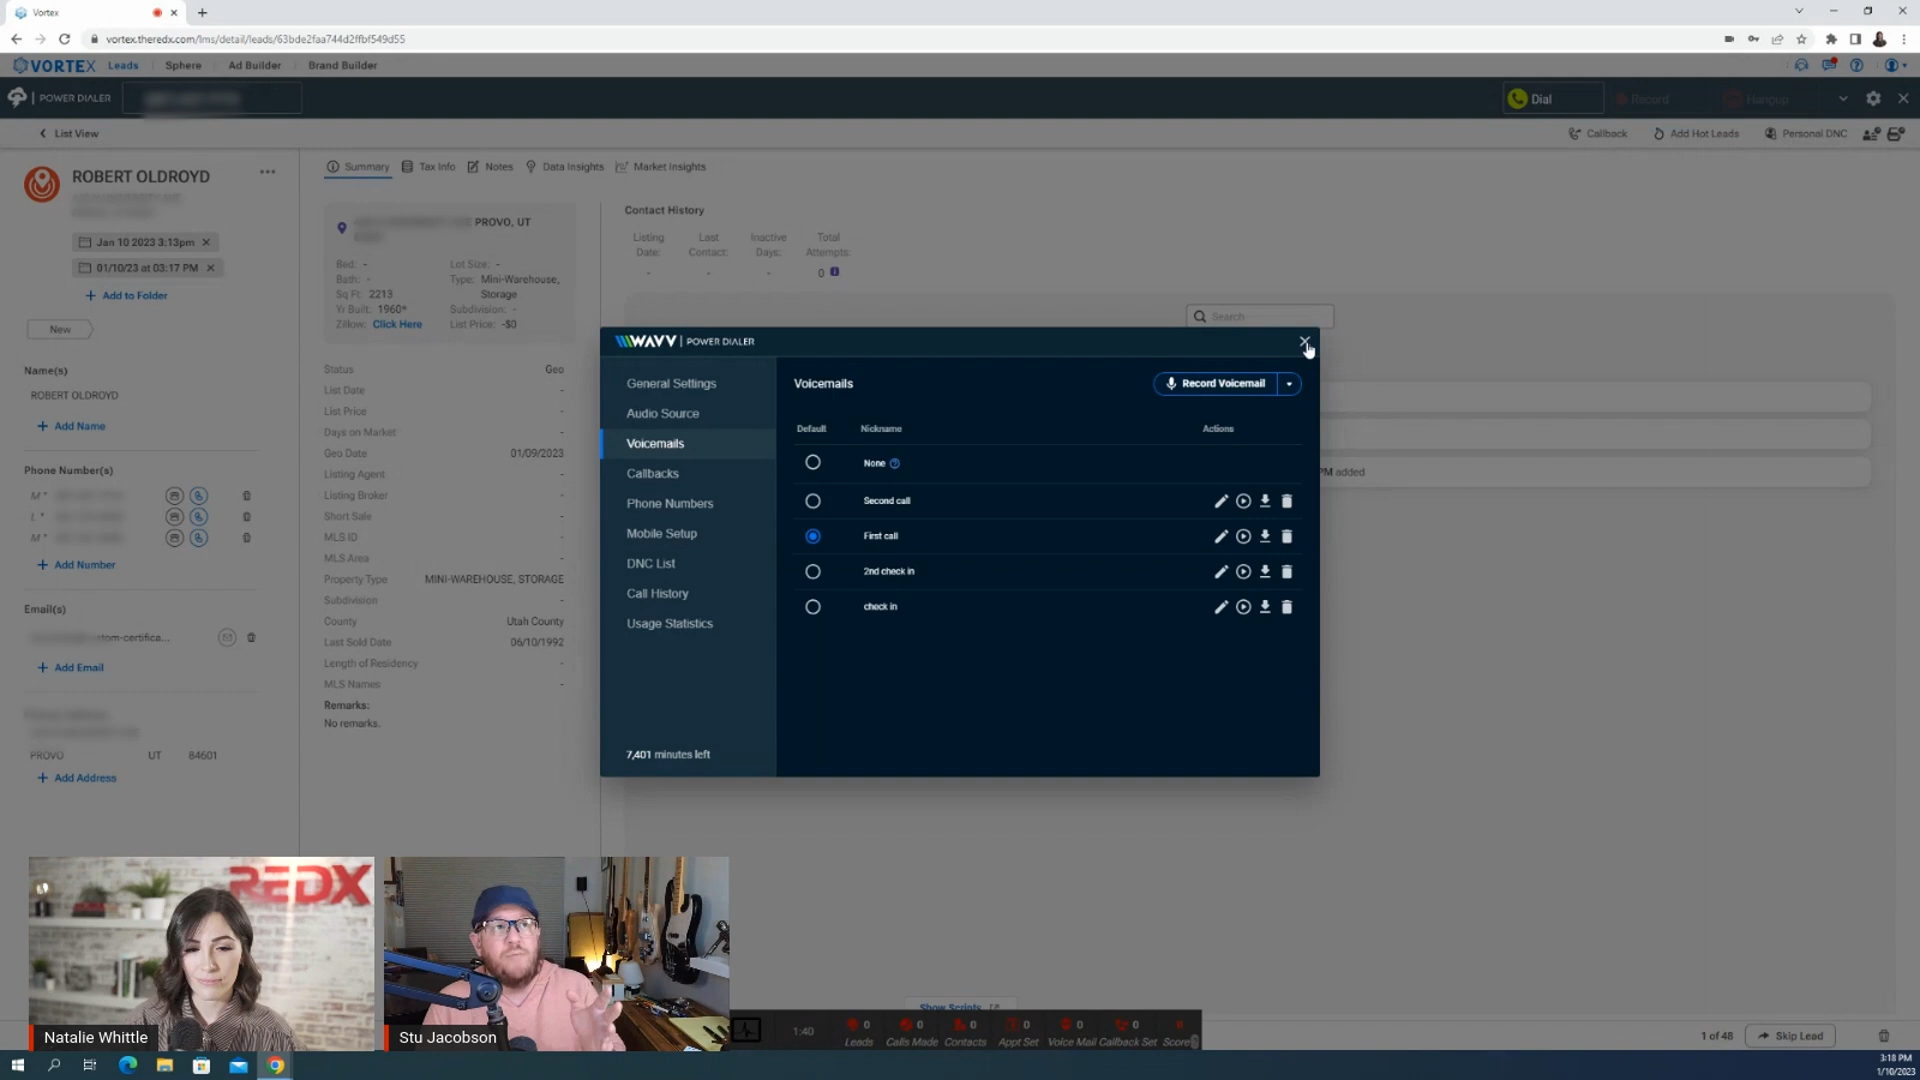 Vortex
vortex.theredx.com/lms/detail/leads/63bde2faa744d2ffbf549d55
VORTEX Leads Sphere Ad Builder Brand Builder
POWER DIALER Dial Record Hangup
List View Callback Add Hot Leads Personal DNC
ROBERT OLDROYD
Jan 10 2023 3:13pm
01/10/23 at 03:17 PM
Add to Folder
New
Name(s)
ROBERT OLDROYD
Add Name
Phone Number(s)
M *
L *
M *
Add Number
Email(s)
stom-certifica...
Add Email
PROVO UT 84601
Add Address
Summary Tax Info Notes Data Insights Market Insights
PROVO, UT
Bed: - Lot Size: -
Bath: - Type: Mini-Warehouse,
Sq Ft: 2213 Storage
Yr Built: 1960* Subdivision: -
Zillow: Click Here List Price: -$0
Status Geo
List Date -
List Price -
Days on Market -
Geo Date 01/09/2023
Listing Agent -
Listing Broker -
Short Sale -
MLS ID -
MLS Area -
Property Type MINI-WAREHOUSE, STORAGE
Subdivision -
County Utah County
Last Sold Date 06/10/1992
Length of Residency -
MLS Names -
Remarks:
No remarks.
Contact History
Listing Date: Last Contact: Inactive Days: Total Attempts:
- - - 0
Search
PM added
WAVV | POWER DIALER
General Settings
Audio Source
Voicemails
Callbacks
Phone Numbers
Mobile Setup
DNC List
Call History
Usage Statistics
7,401 minutes left
Voicemails Record Voicemail
Default Nickname Actions
None
Second call
First call
2nd check in
check in
REDX
Natalie Whittle
Stu Jacobson
Show Scripts
1:40 0 0 0 0 0 0
Leads Calls Made Contacts Appt Set Voice Mail Callback Set Score
1 of 48 Skip Lead
3:18 PM
1/10/2023